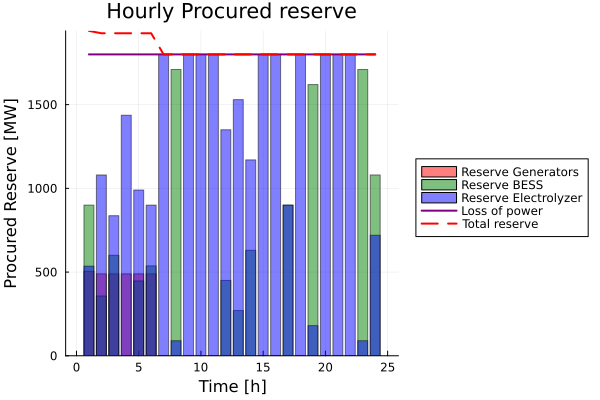 Hourly Procured reserve
Procured Reserve [MW]
1500
1000
500
0
0 5 10 15 20 25
Time [h]
Reserve Generators
Reserve BESS
Reserve Electrolyzer
Loss of power
Total reserve